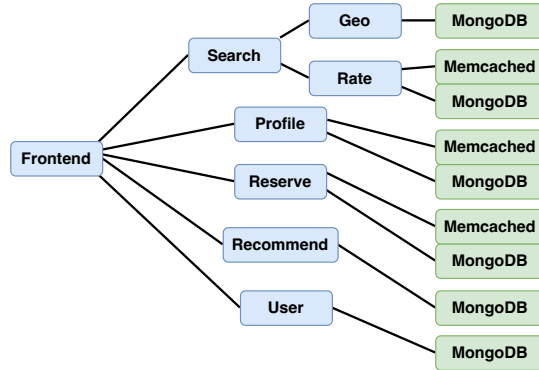 Geo
MongoDB
Search
Memcached
Rate
MongoDB
Profile
Memcached
Frontend
MongoDB
Reserve
Memcached
Recommend
MongoDB
MongoDB
User
MongoDB